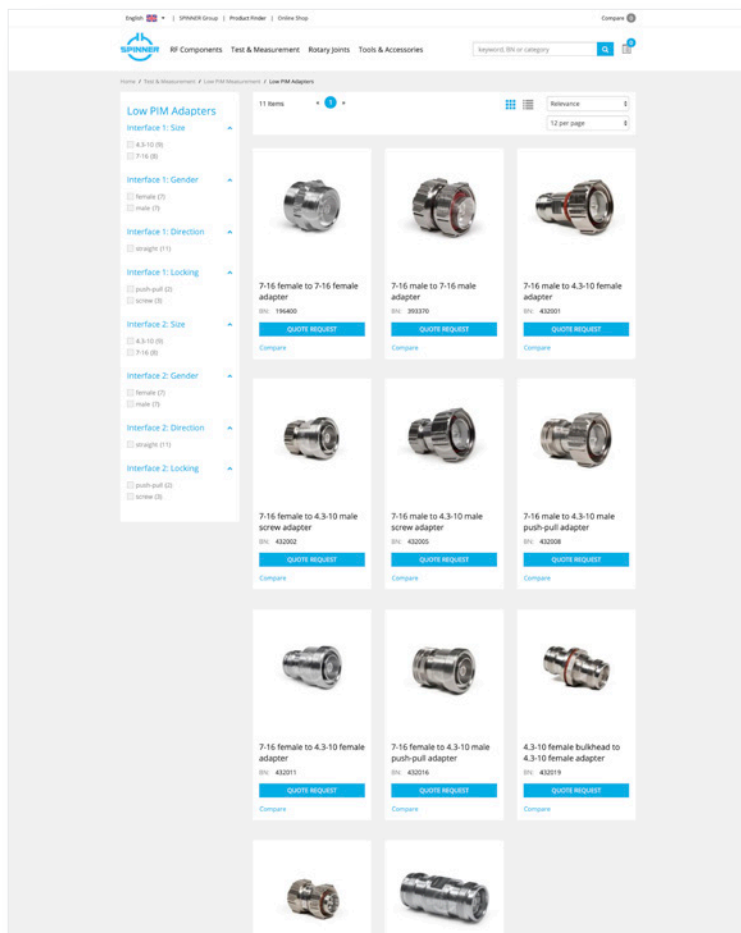 English | SPINNER Group | Product Finder | Online Shop
Compare 0
SPINNER
RF Components Test & Measurement Rotary Joints Tools & Accessories
keyword, BN or category
0
Home / Test & Measurement / Low PIM Measurement / Low PIM Adapters
Low PIM Adapters
Interface 1: Size
4.3-10 (9)
7-16 (8)
Interface 1: Gender
female (7)
male (7)
Interface 1: Direction
straight (11)
Interface 1: Locking
push-pull (2)
screw (3)
Interface 2: Size
4.3-10 (9)
7-16 (8)
Interface 2: Gender
female (7)
male (7)
Interface 2: Direction
straight (11)
Interface 2: Locking
push-pull (2)
screw (3)
11 Items
1
Relevance
12 per page
7-16 female to 7-16 female
adapter
BN: 196400
QUOTE REQUEST
Compare
7-16 male to 7-16 male
adapter
BN: 393370
QUOTE REQUEST
Compare
7-16 male to 4.3-10 female
adapter
BN: 432001
QUOTE REQUEST
Compare
7-16 female to 4.3-10 male
screw adapter
BN: 432002
QUOTE REQUEST
Compare
7-16 male to 4.3-10 male
screw adapter
BN: 432005
QUOTE REQUEST
Compare
7-16 male to 4.3-10 male
push-pull adapter
BN: 432008
QUOTE REQUEST
Compare
7-16 female to 4.3-10 female
adapter
BN: 432011
QUOTE REQUEST
Compare
7-16 female to 4.3-10 male
push-pull adapter
BN: 432016
QUOTE REQUEST
Compare
4.3-10 female bulkhead to
4.3-10 female adapter
BN: 432019
QUOTE REQUEST
Compare